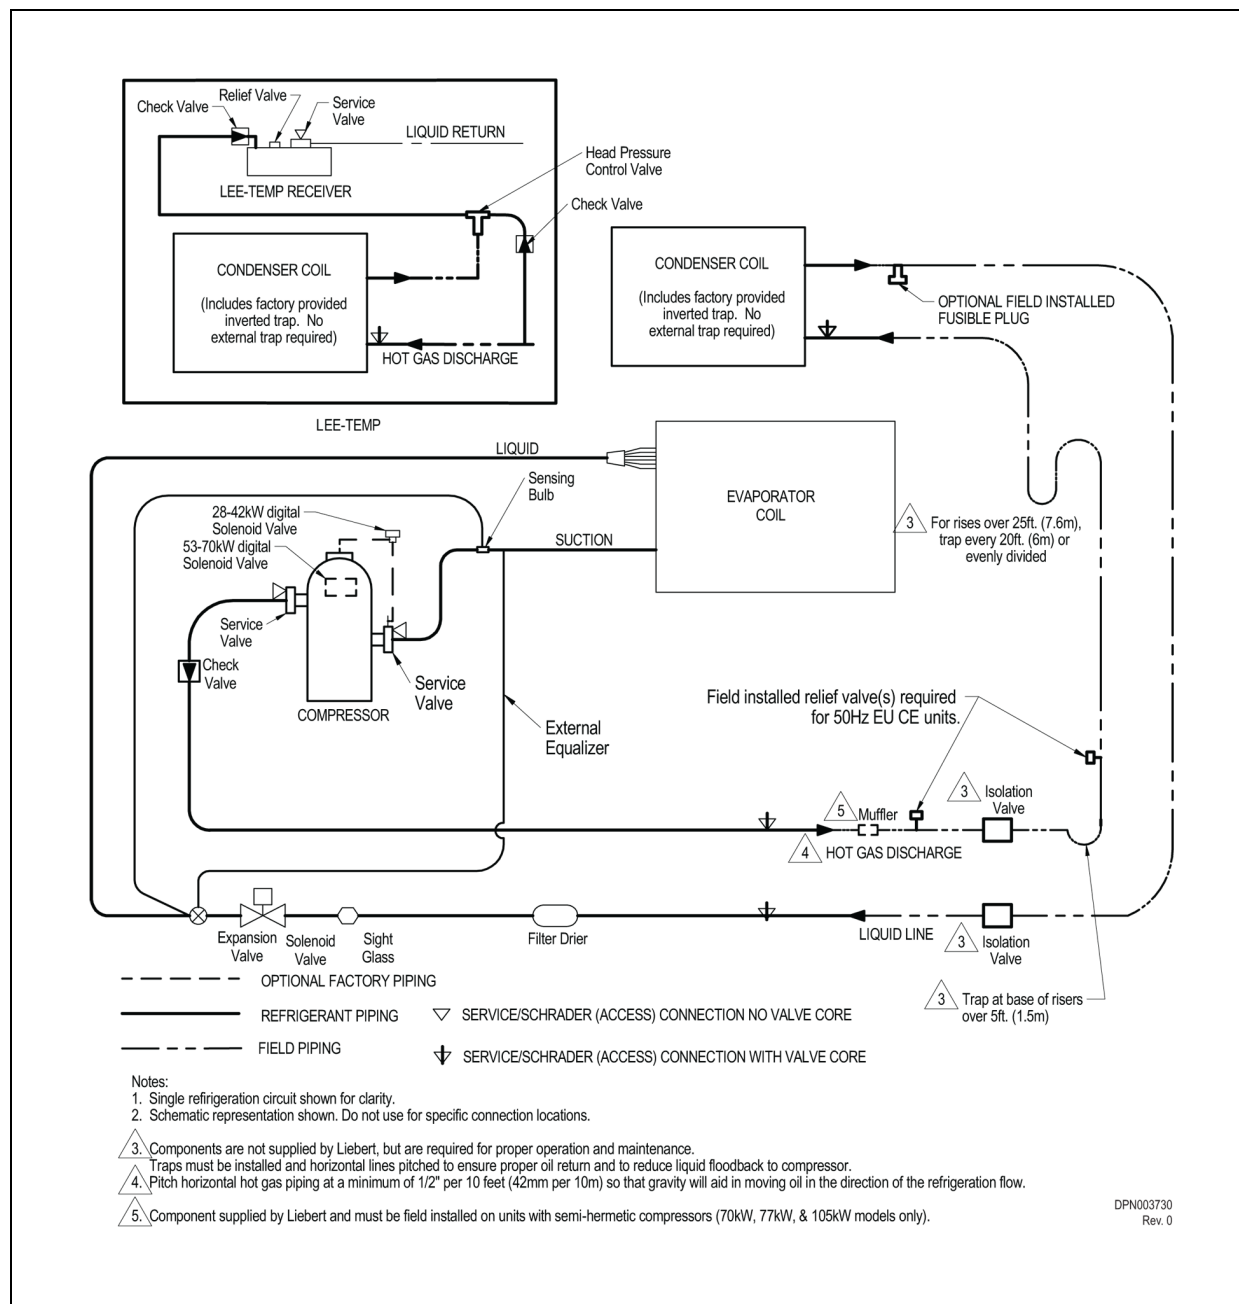 Relief Valve
Check Valve
Service
Valve
LIQUID RETURN
LEE-TEMP RECEIVER
Head Pressure
Control Valve
Check Valve
CONDENSER COIL
(Includes factory provided
inverted trap. No
external trap required)
HOT GAS DISCHARGE
LEE-TEMP
CONDENSER COIL
(Includes factory provided
inverted trap. No
external trap required)
OPTIONAL FIELD INSTALLED
FUSIBLE PLUG
LIQUID
Sensing
Bulb
28-42kW digital
Solenoid Valve
53-70kW digital
Solenoid Valve
SUCTION
EVAPORATOR
COIL
3
For rises over 25ft. (7.6m),
trap every 20ft. (6m) or
evenly divided
Service
Valve
Check
Valve
Service
Valve
COMPRESSOR
External
Equalizer
Field installed relief valve(s) required
for 50Hz EU CE units.
5
Muffler
3
Isolation
Valve
4
HOT GAS DISCHARGE
Expansion
Valve
Solenoid
Valve
Sight
Glass
Filter Drier
LIQUID LINE
3
Isolation
Valve
3
Trap at base of risers
over 5ft. (1.5m)
OPTIONAL FACTORY PIPING
REFRIGERANT PIPING
SERVICE/SCHRADER (ACCESS) CONNECTION NO VALVE CORE
FIELD PIPING
SERVICE/SCHRADER (ACCESS) CONNECTION WITH VALVE CORE
Notes:
1. Single refirigeration circuit shown for clarity.
2. Schematic representation shown. Do not use for specific connection locations.
3. Components are not supplied by Liebert, but are required for proper operation and maintenance.
Traps must be installed and horizontal lines pitched to ensure proper oil return and to reduce liquid floodback to compressor.
4. Pitch horizontal hot gas piping at a minimum of 1/2" per 10 feet (42mm per 10m) so that gravity will aid in moving oil in the direction of the refrigeration flow.
5. Component supplied by Liebert and must be field installed on units with semi-hermetic compressors (70kW, 77kW, & 105kW models only).
DPN003730
Rev. 0